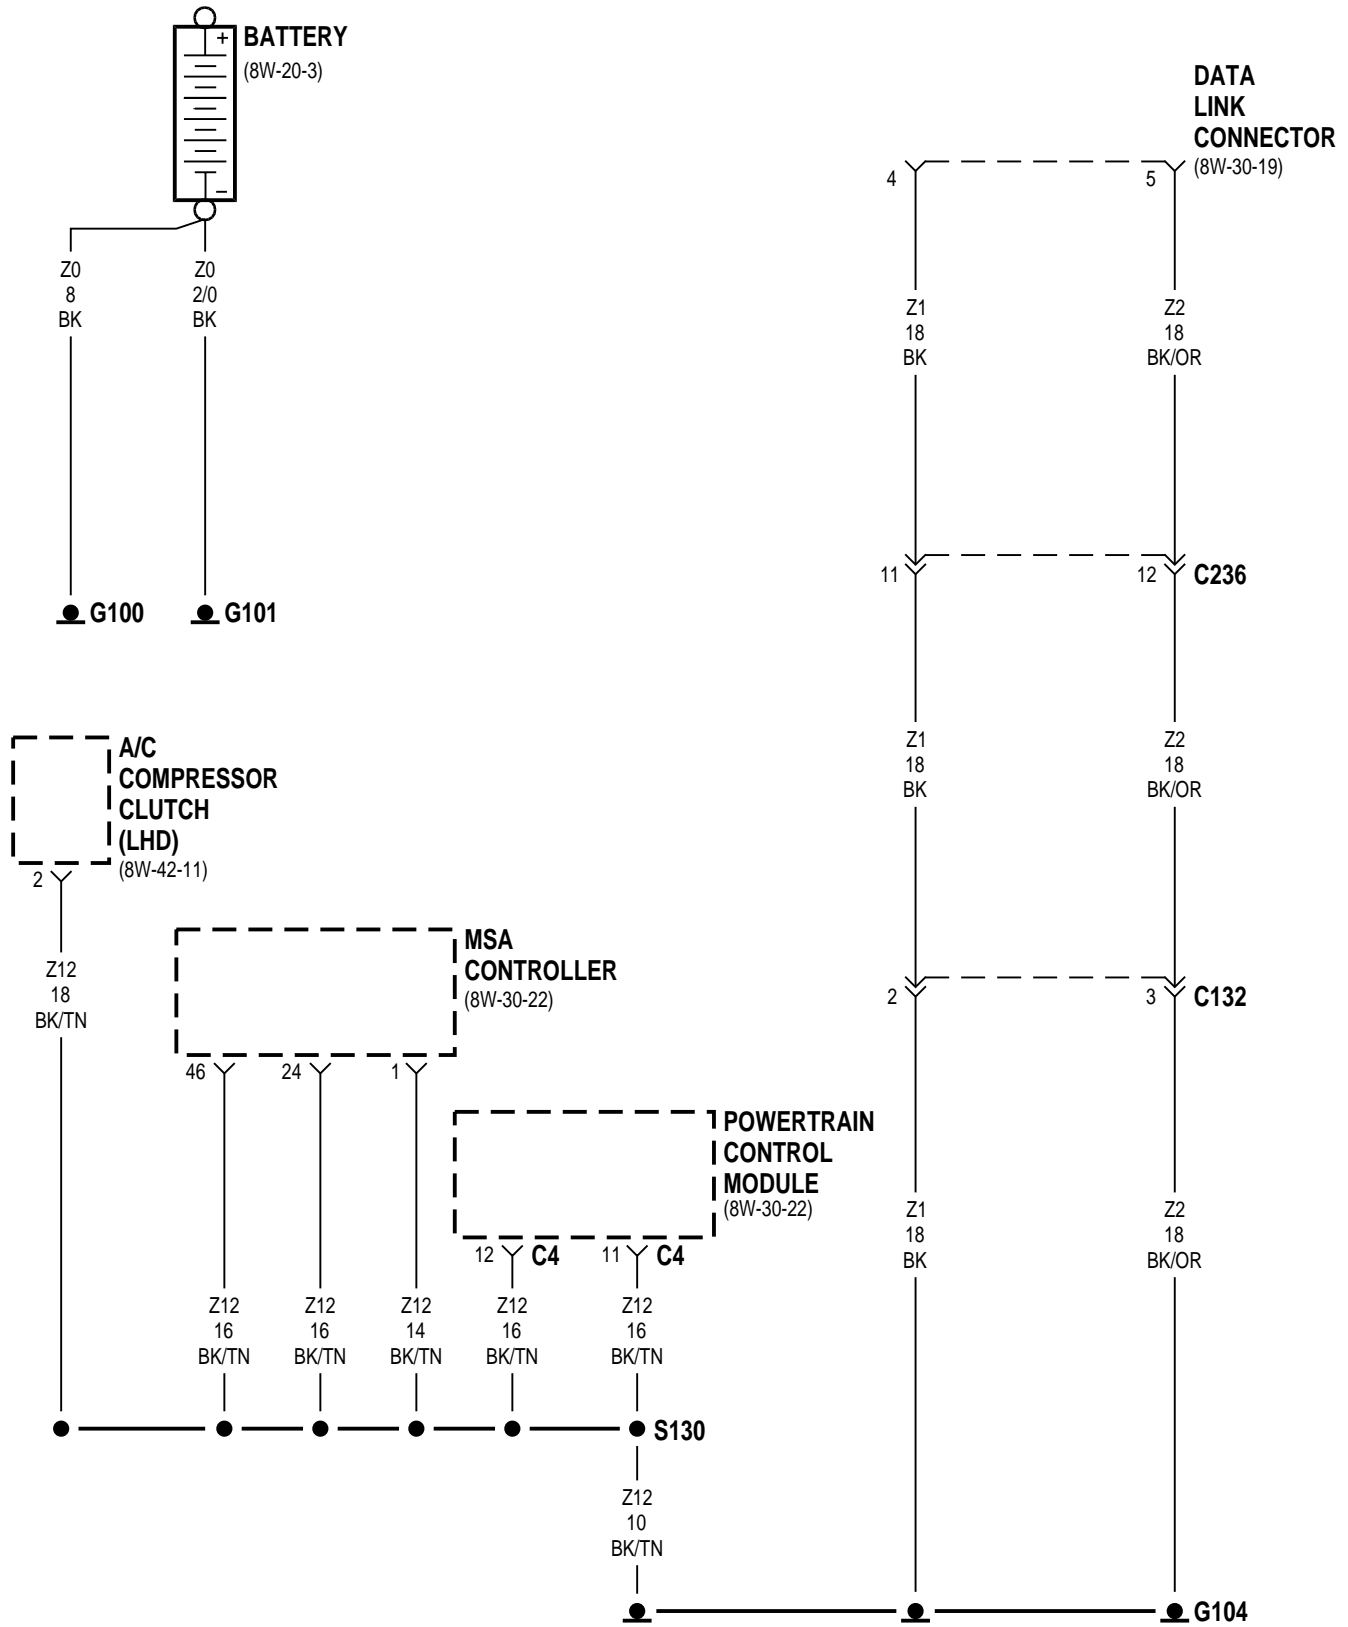 +
BATTERY
(8W-20-3)
–
DATA
LINK
CONNECTOR
(8W-30-19)
4
5
Z0
8
BK
Z0
2/0
BK
Z1
18
BK
Z2
18
BK/OR
11
12
C236
G100
G101
A/C
COMPRESSOR
CLUTCH
(LHD)
(8W-42-11)
2
Z1
18
BK
Z2
18
BK/OR
MSA
CONTROLLER
(8W-30-22)
Z12
18
BK/TN
2
3
C132
46
24
1
POWERTRAIN
CONTROL
MODULE
(8W-30-22)
12
C4
11
C4
Z1
18
BK
Z2
18
BK/OR
Z12
16
BK/TN
Z12
16
BK/TN
Z12
14
BK/TN
Z12
16
BK/TN
Z12
16
BK/TN
S130
Z12
10
BK/TN
G104